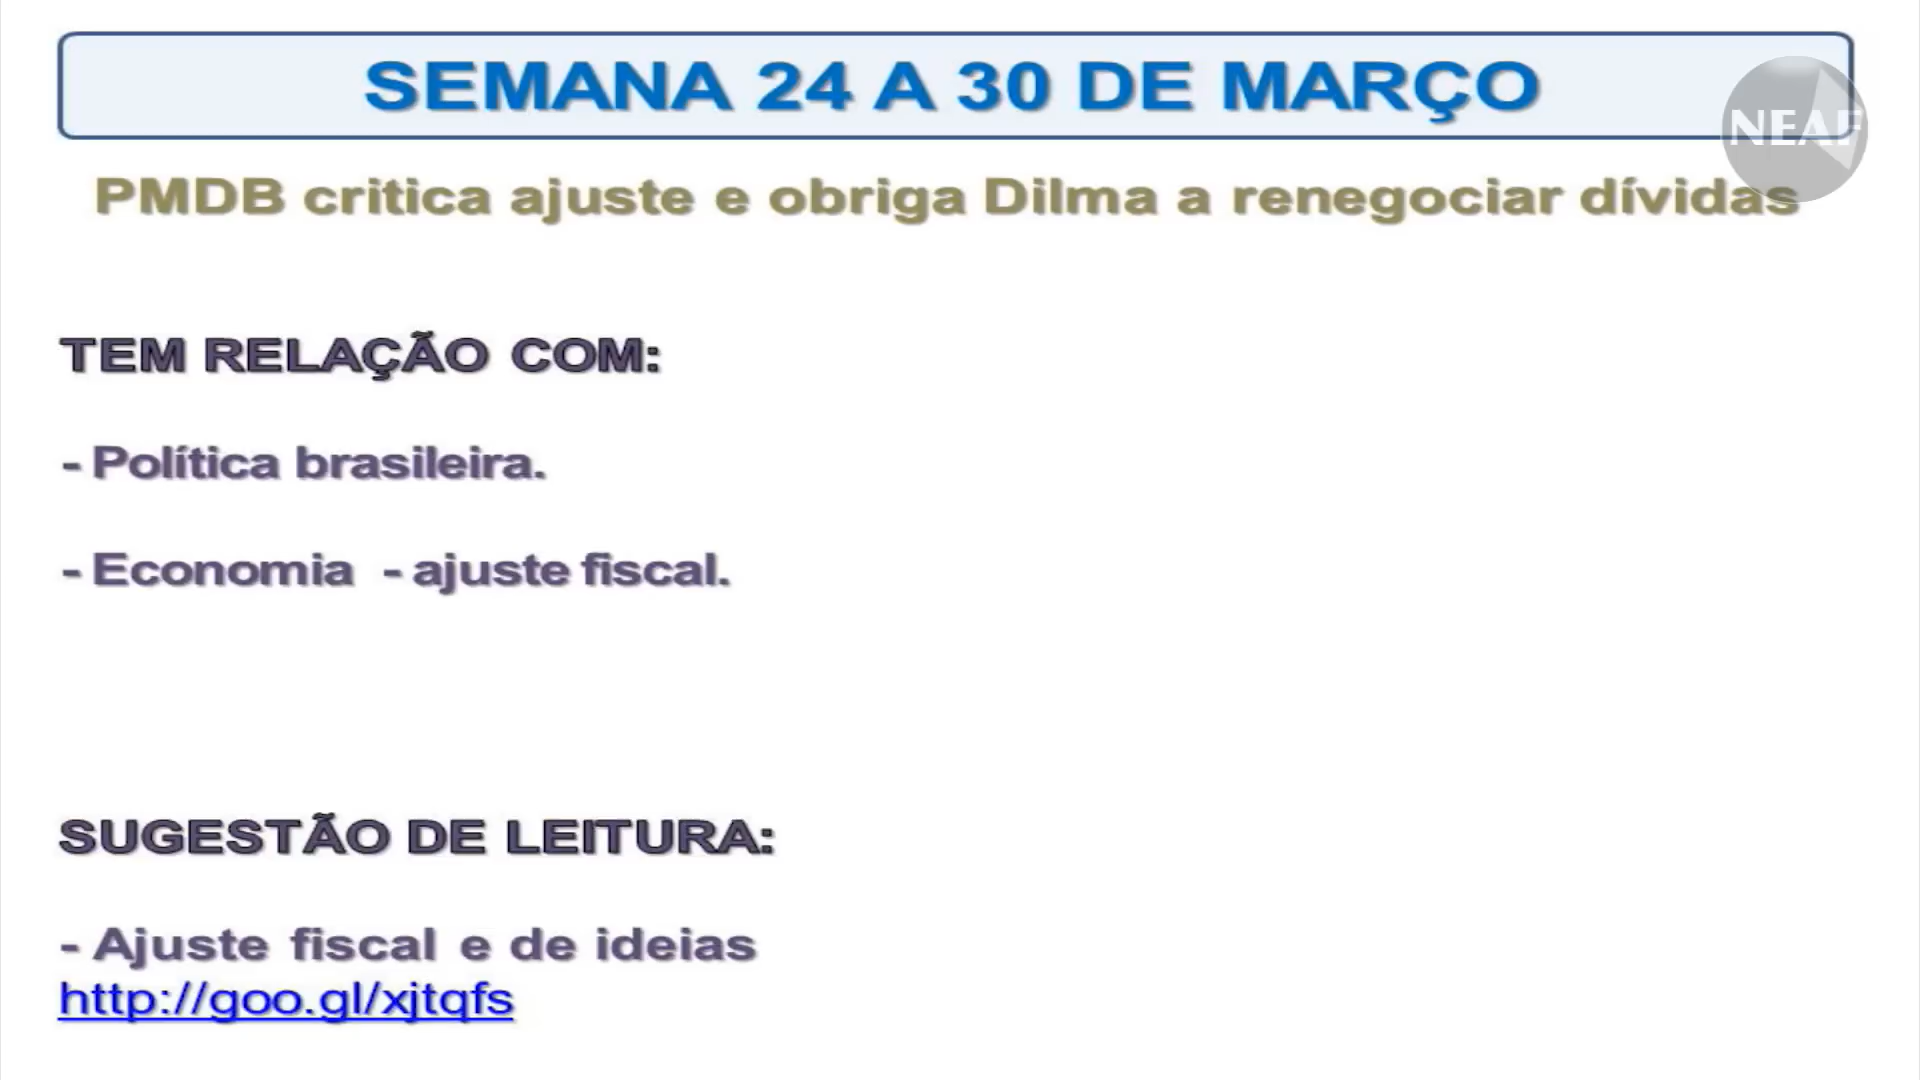 SEMANA 24 A 30 DE MARÇO
NEAF
PMDB critica ajuste e obriga Dilma a renegociar dívidas
TEM RELAÇÃO COM:
- Política brasileira.
- Economia - ajuste fiscal.
SUGESTÃO DE LEITURA:
- Ajuste fiscal e de ideias
http://goo.gl/xjtqfs